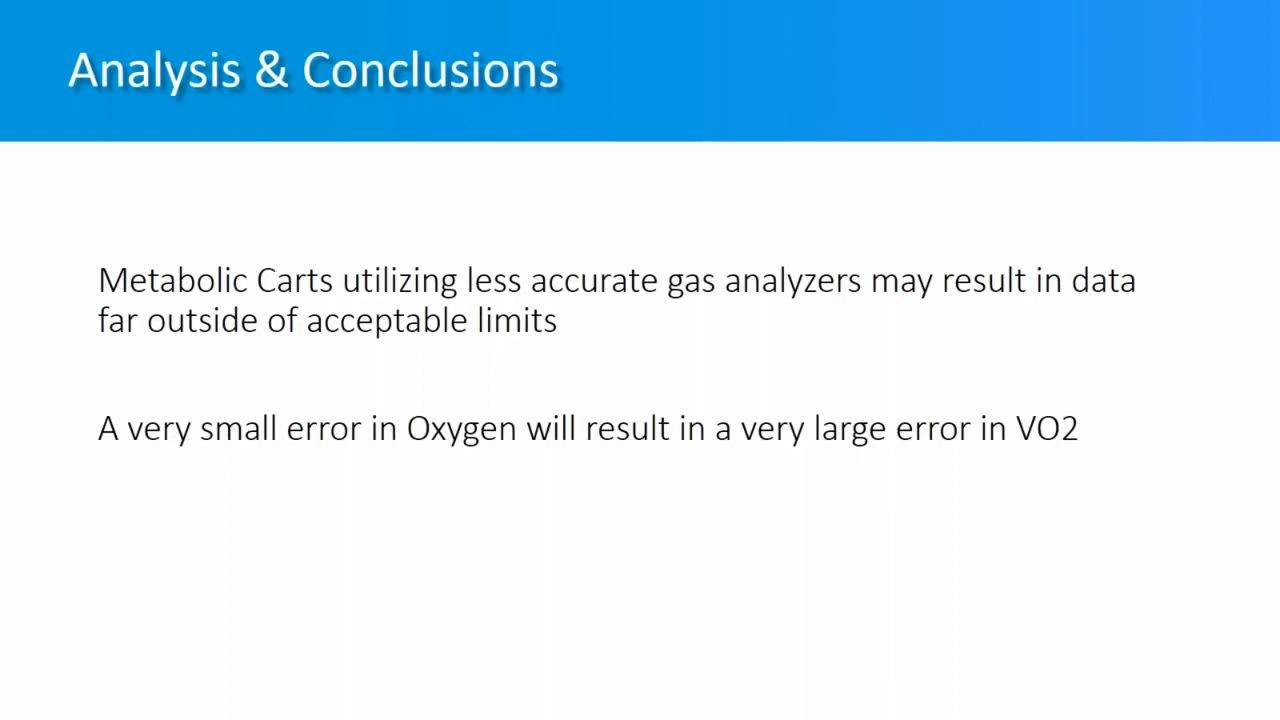 Analysis & Conclusions
Metabolic Carts utilizing less accurate gas analyzers may result in data
far outside of acceptable limits
A very small error in Oxygen will result in a very large error in VO2